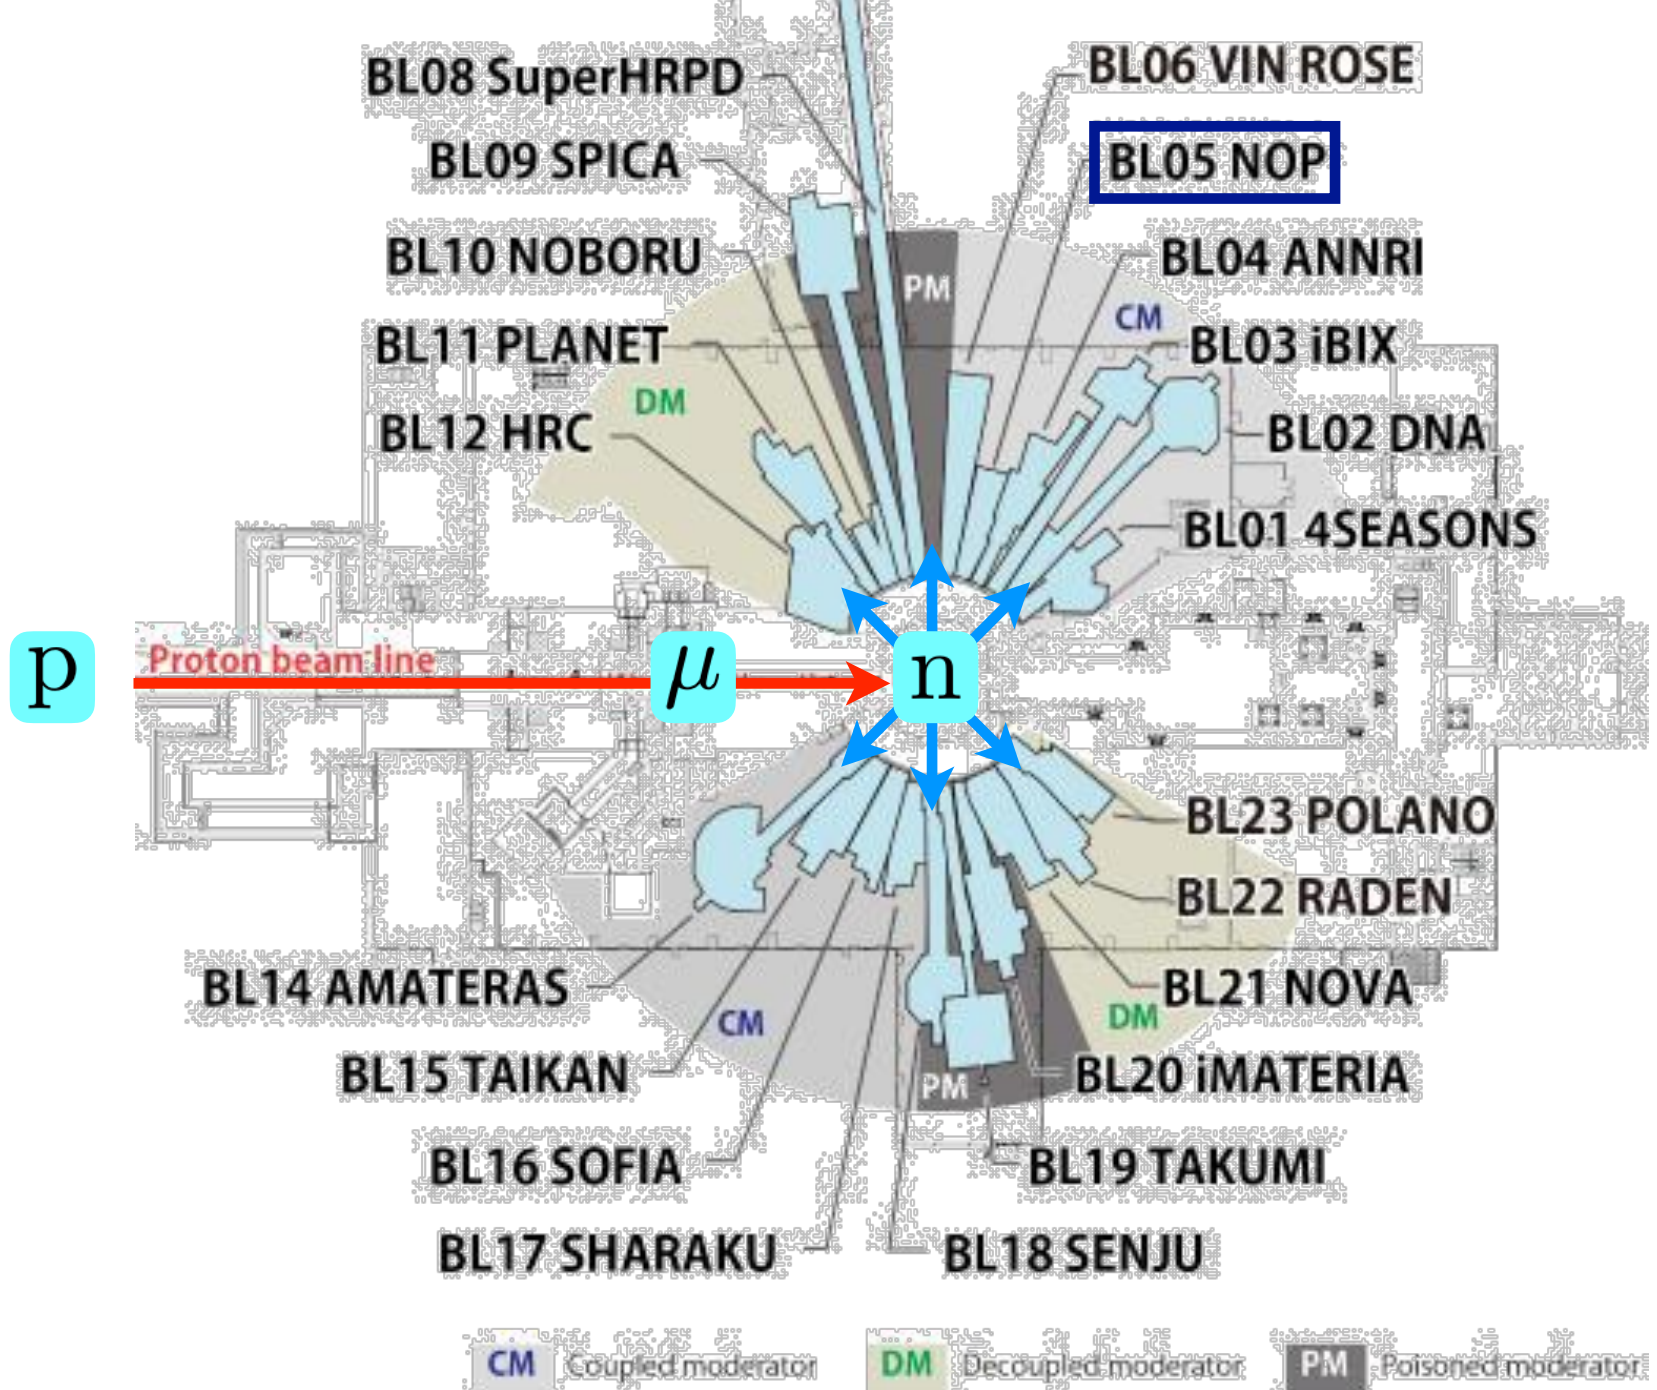 BL08 SuperHRPD
BL06 VIN ROSE
BL09 SPICA
BL05 NOP
BL10 NOBORU
PM
BL04 ANNRI
CM
BL11 PLANET
BL03 iBIX
DM
BL12 HRC
BL02 DNA
BL01 4SEASONS
p
Proton beam line
μ
n
BL23 POLANO
BL22 RADEN
BL14 AMATERAS
BL21 NOVA
CM
DM
BL15 TAIKAN
PM
BL20 iMATERIA
BL16 SOFIA
BL19 TAKUMI
BL17 SHARAKU
BL18 SENJU
CM Coupled moderator
DM Decoupled moderator
PM Poisoned moderator